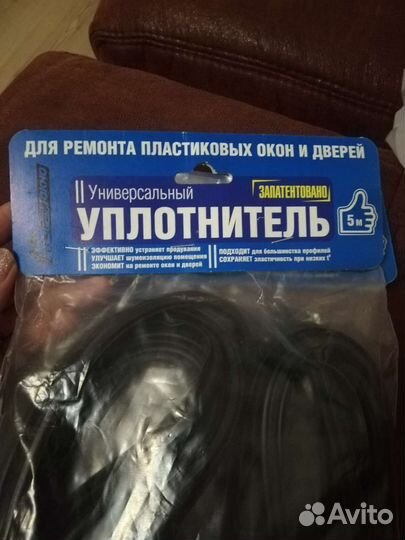 ДЛЯ РЕМОНТА ПЛАСТИКОВЫХ ОКОН И ДВЕРЕЙ
Универсальный
ЗАПАТЕНТОВАНО
УПЛОТНИТЕЛЬ
5 м
ЭФФЕКТИВНО устраняет продувания
УЛУЧШАЕТ шумоизоляцию помещения
ЭКОНОМИТ на ремонте окон и дверей
ПОДХОДИТ для большинства профилей
СОХРАНЯЕТ эластичность при низких t°
Avito